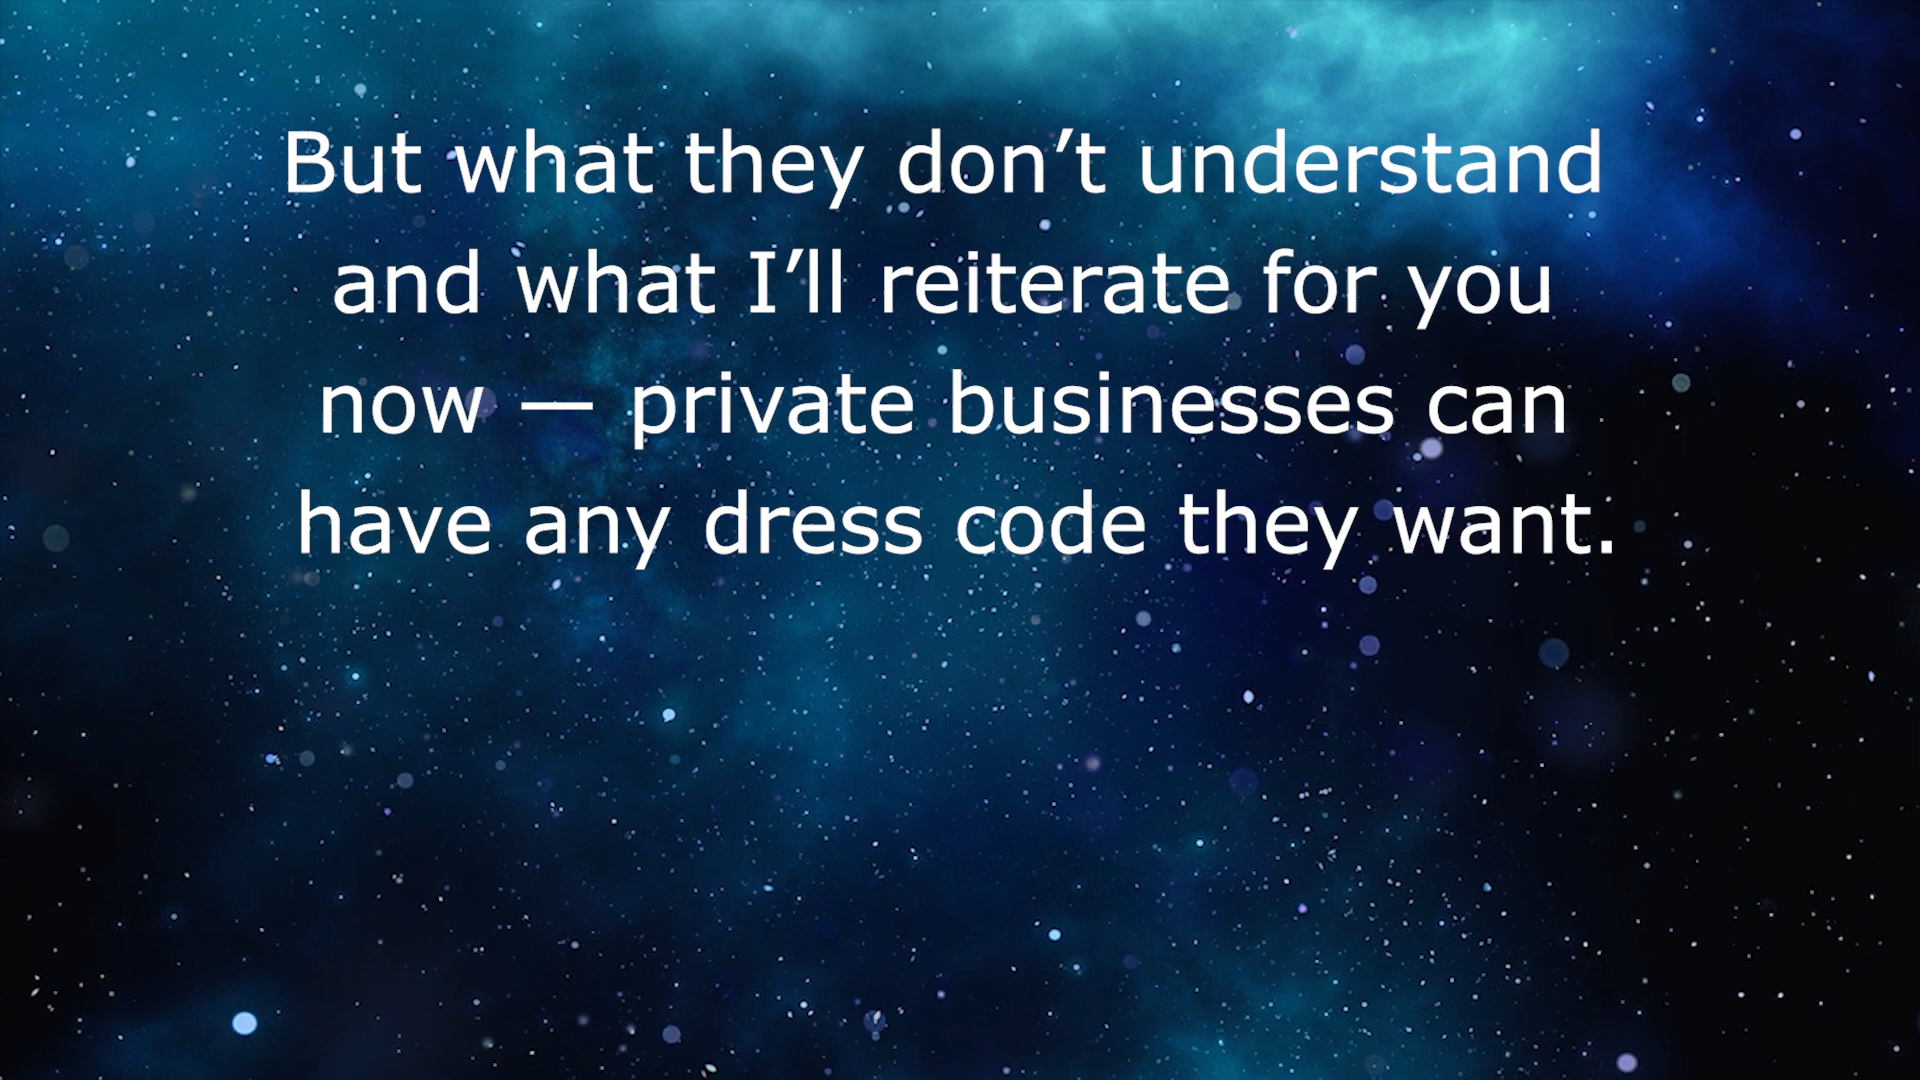 But what they don’t understand
and what I’ll reiterate for you
now — private businesses can
have any dress code they want.